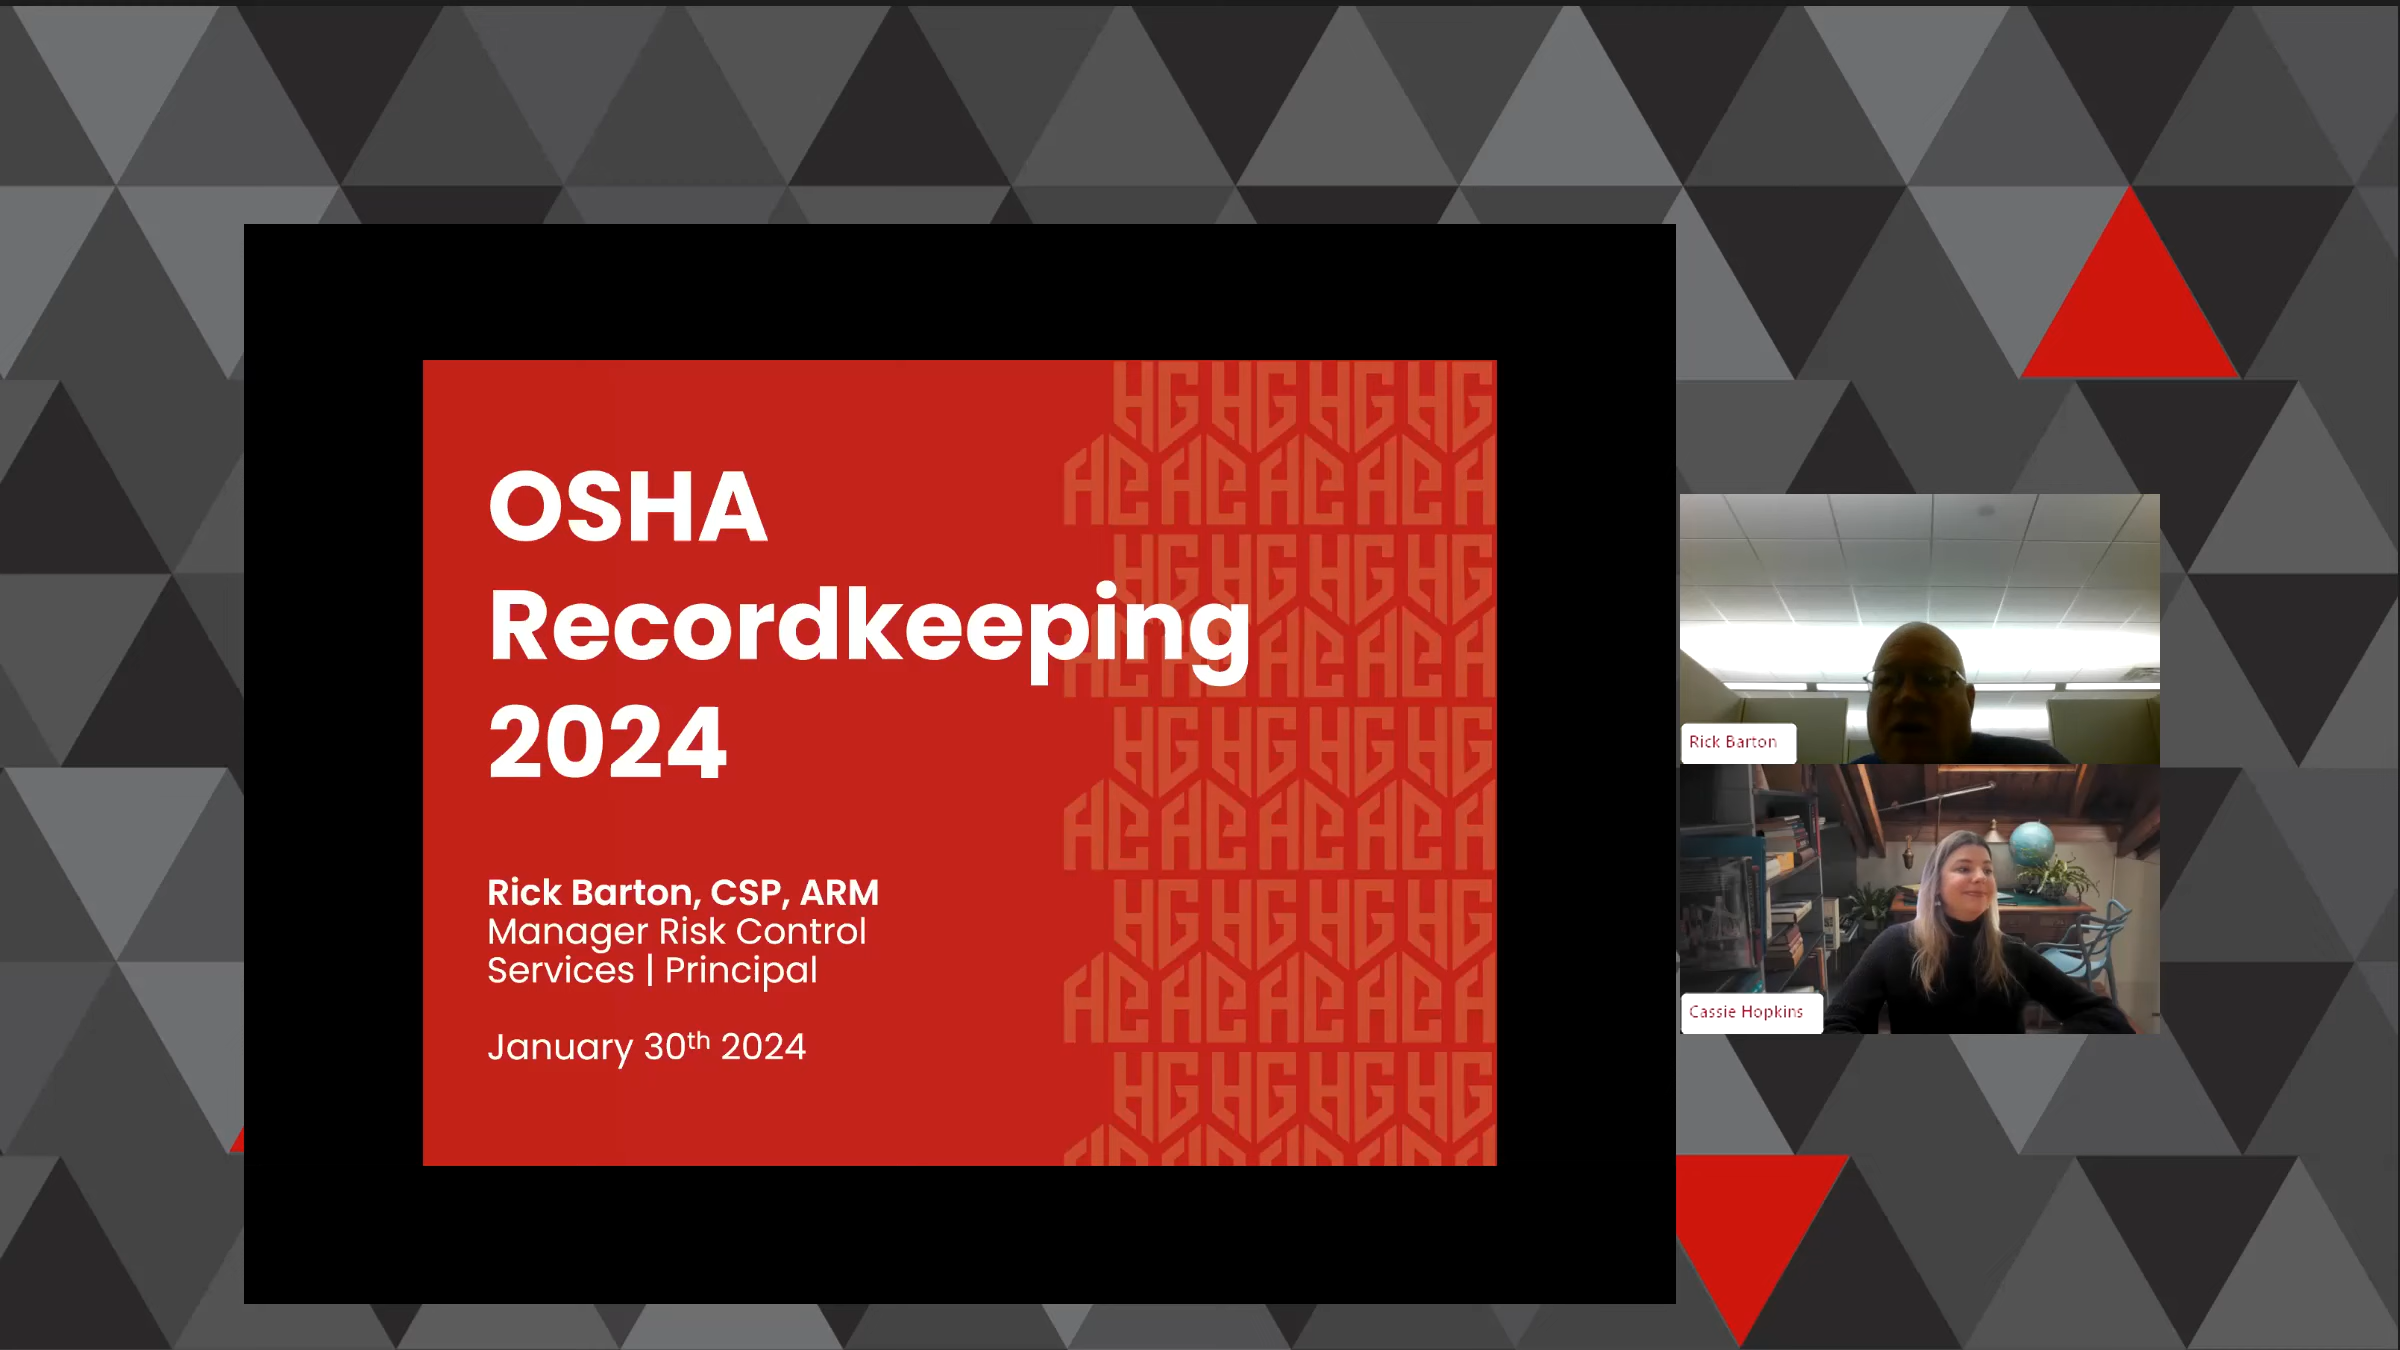 OSHA
Recordkeeping
2024
Rick Barton, CSP, ARM
Manager Risk Control
Services | Principal
January 30th 2024
Rick Barton
Cassie Hopkins